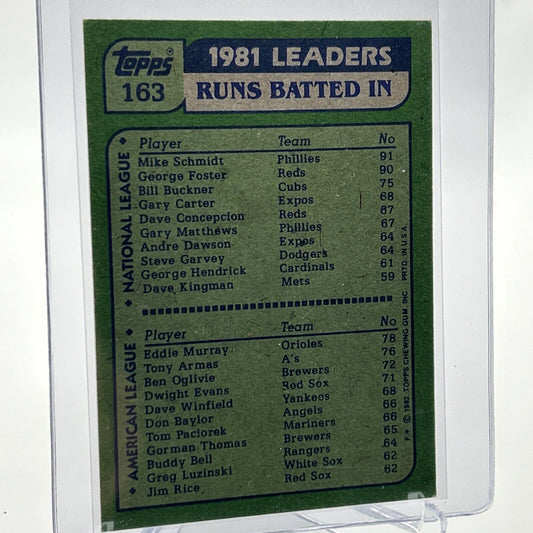 topps®
163
1981 LEADERS
RUNS BATTED IN
NATIONAL LEAGUE
Player Team No
Mike Schmidt Phillies 91
George Foster Reds 90
Bill Buckner Cubs 75
Gary Carter Expos 68
Dave Concepcion Reds 67
Gary Matthews Phillies 67
Andre Dawson Expos 64
Steve Garvey Dodgers 64
George Hendrick Cardinals 61
Dave Kingman Mets 59
AMERICAN LEAGUE
Player Team No
Eddie Murray Orioles 78
Tony Armas A's 76
Ben Oglivie Brewers 72
Dwight Evans Red Sox 71
Dave Winfield Yankees 68
Don Baylor Angels 66
Tom Paciorek Mariners 66
Gorman Thomas Brewers 65
Buddy Bell Rangers 64
Greg Luzinski White Sox 62
Jim Rice Red Sox 62
F* © 1982 TOPPS CHEWING GUM, INC. PRTD. IN U.S.A.